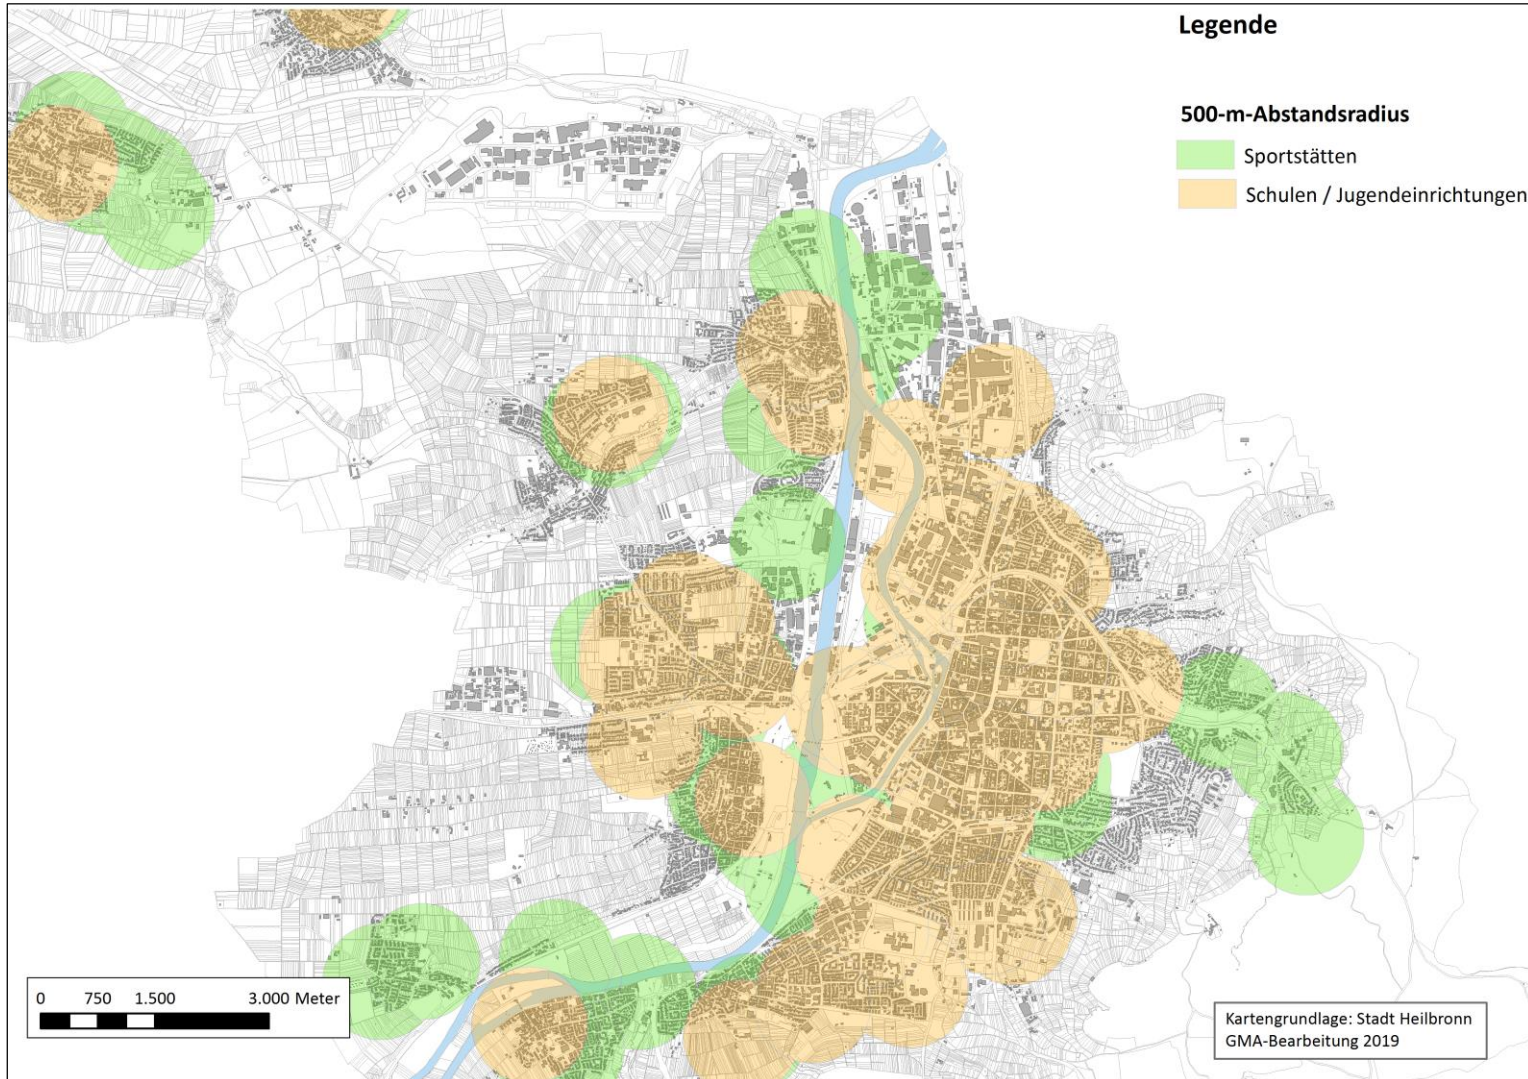 Legende
500-m-Abstandsradius
Sportstätten
Schulen / Jugendeinrichtungen
0 750 1.500 3.000 Meter
Kartengrundlage: Stadt Heilbronn
GMA-Bearbeitung 2019